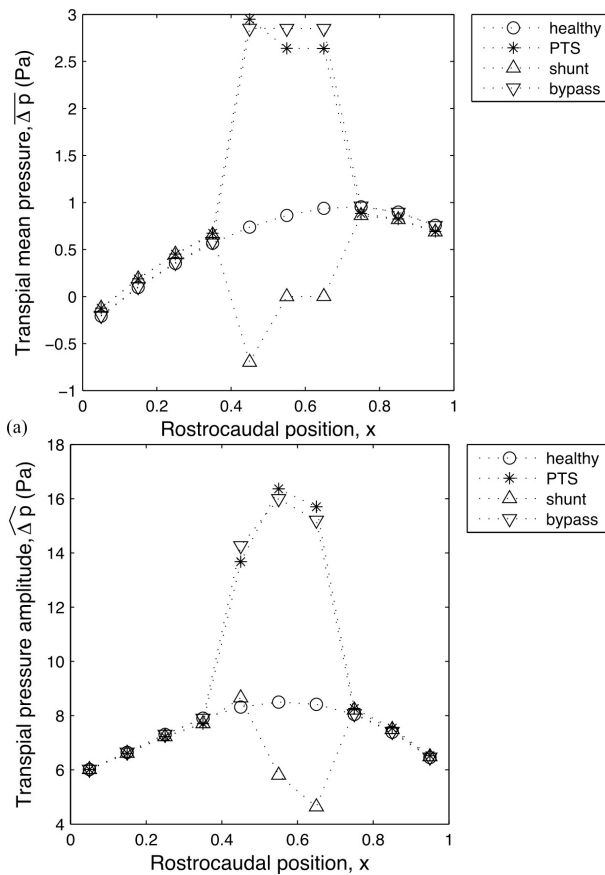 3
2.5
2
1.5
1
0.5
0
−0.5
−1
Transpial mean pressure, Δ p (Pa)
0 0.2 0.4 0.6 0.8 1
Rostrocaudal position, x
healthy
PTS
shunt
bypass
(a)
18
16
14
12
10
8
6
4
Transpial pressure amplitude, Δ p (Pa)
0 0.2 0.4 0.6 0.8 1
Rostrocaudal position, x
healthy
PTS
shunt
bypass